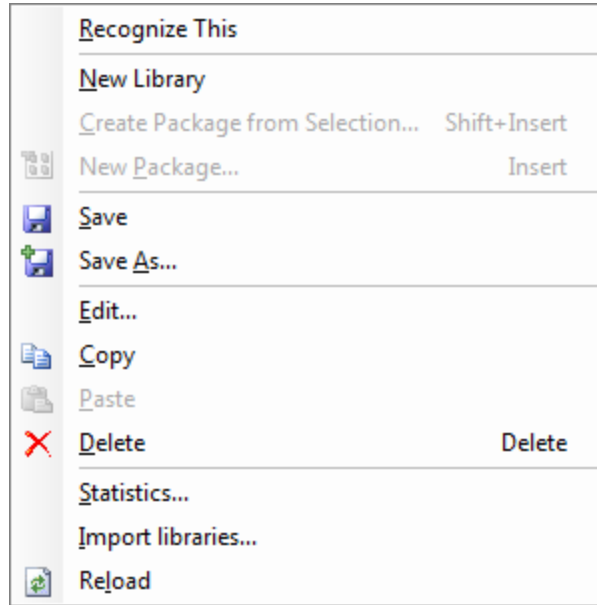 Recognize This
New Library
Create Package from Selection... Shift+Insert
New Package... Insert
Save
Save As...
Edit...
Copy
Paste
Delete Delete
Statistics...
Import libraries...
Reload